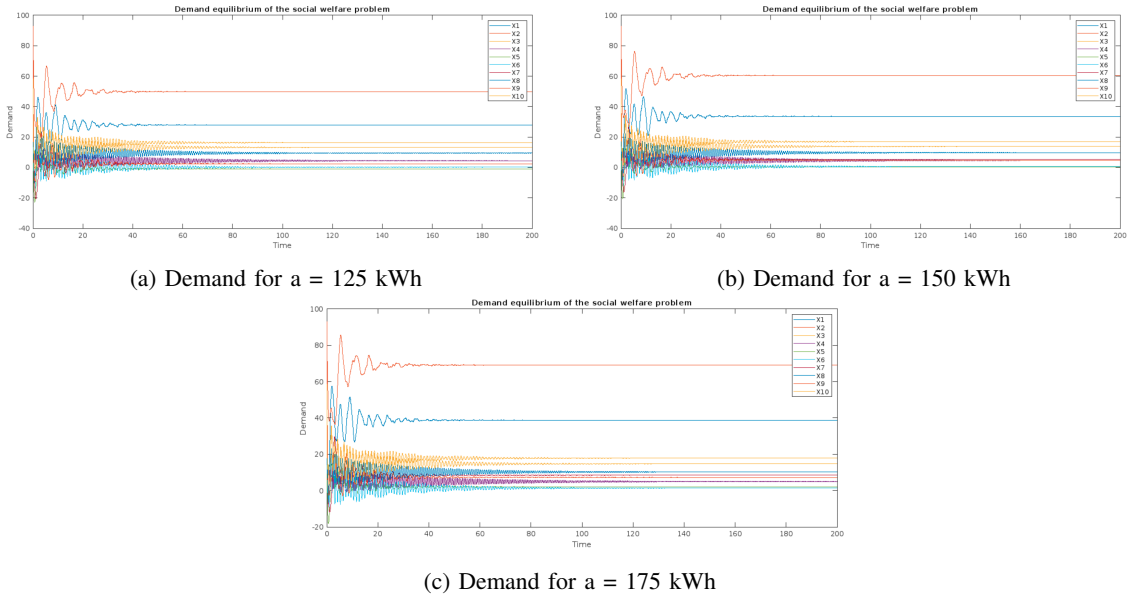 Demand equilibrium of the social welfare problem
100
80
60
40
20
0
-20
-40
Demand
0 20 40 60 80 100 120 140 160 180 200
Time
X1
X2
X3
X4
X5
X6
X7
X8
X9
X10
(a) Demand for a = 125 kWh
Demand equilibrium of the social welfare problem
100
80
60
40
20
0
-20
-40
Demand
0 20 40 60 80 100 120 140 160 180 200
Time
X1
X2
X3
X4
X5
X6
X7
X8
X9
X10
(b) Demand for a = 150 kWh
Demand equilibrium of the social welfare problem
100
80
60
40
20
0
-20
Demand
0 20 40 60 80 100 120 140 160 180 200
Time
X1
X2
X3
X4
X5
X6
X7
X8
X9
X10
(c) Demand for a = 175 kWh